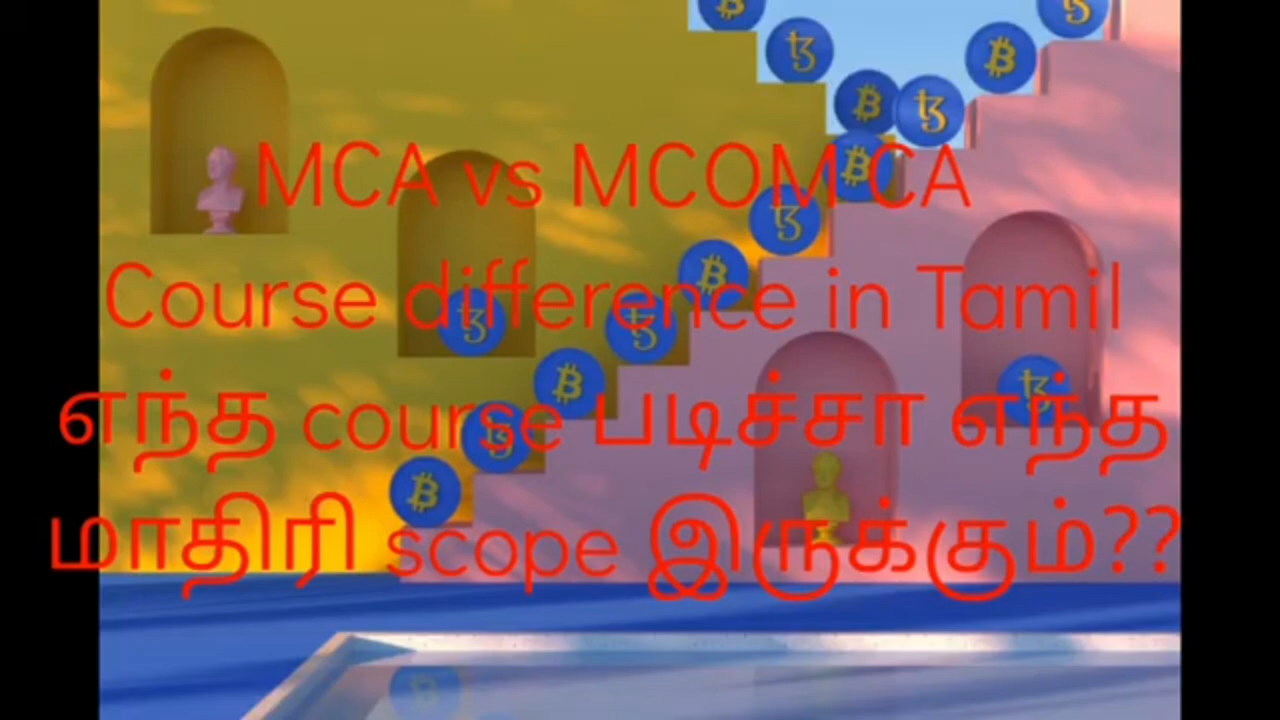 MCA vs MCOM CA
Course difference in Tamil
எந்த course படிச்சா எந்த
மாதிரி scope இருக்கும்??